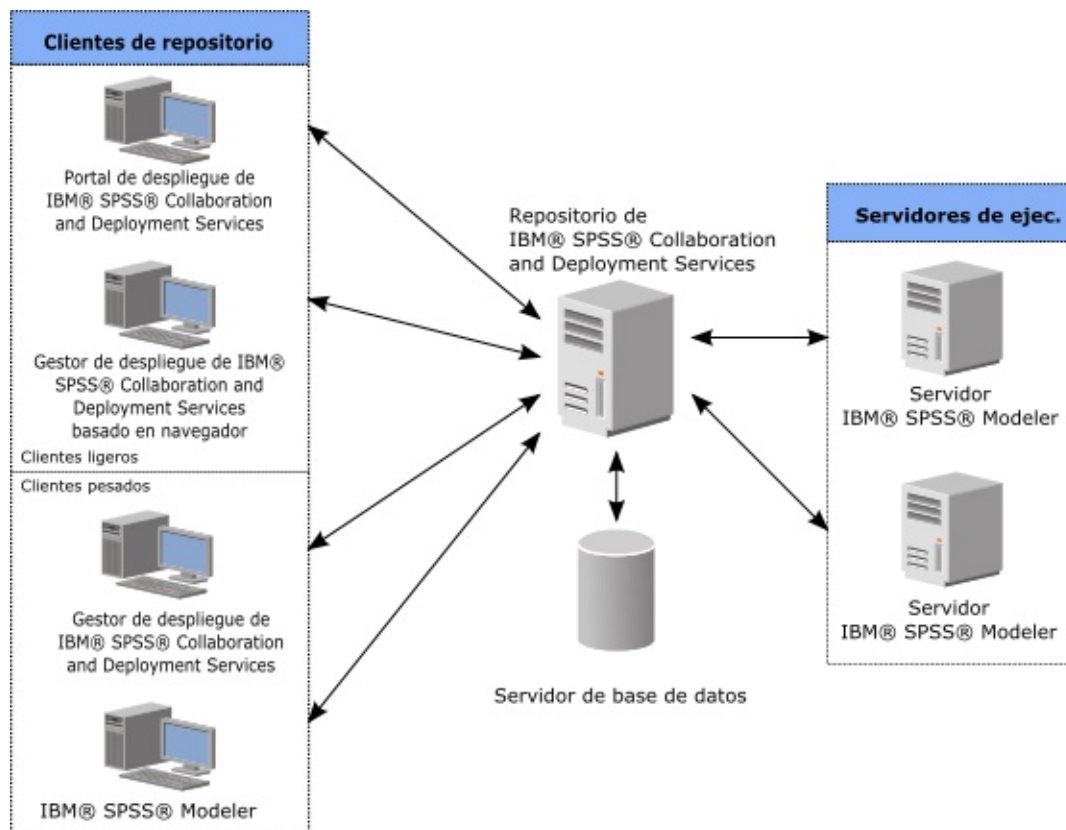 Clientes de repositorio
Portal de despliegue de
IBM® SPSS® Collaboration
and Deployment Services
Gestor de despliegue de IBM®
SPSS® Collaboration and
Deployment Services
basado en navegador
Clientes ligeros
Clientes pesados
Gestor de despliegue de
IBM® SPSS® Collaboration
and Deployment Services
IBM® SPSS® Modeler
Repositorio de
IBM® SPSS® Collaboration
and Deployment Services
Servidor de base de datos
Servidores de ejec.
Servidor
IBM® SPSS® Modeler
Servidor
IBM® SPSS® Modeler